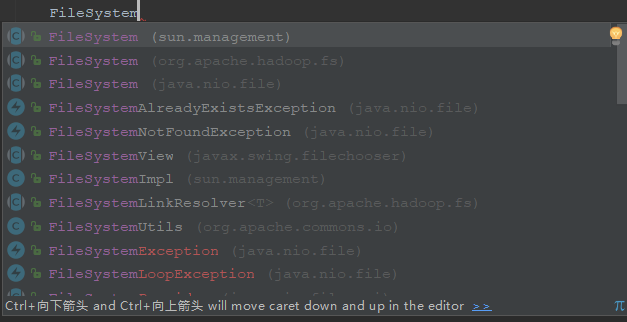 FileSystem
FileSystem (sun.management)
FileSystem (org.apache.hadoop.fs)
FileSystem (java.nio.file)
FileSystemAlreadyExistsException (java.nio.file)
FileSystemNotFoundException (java.nio.file)
FileSystemView (javax.swing.filechooser)
FileSystemImpl (sun.management)
FileSystemLinkResolver<T> (org.apache.hadoop.fs)
FileSystemUtils (org.apache.commons.io)
FileSystemException (java.nio.file)
FileSystemLoopException (java.nio.file)
Ctrl+向下箭头 and Ctrl+向上箭头 will move caret down and up in the editor >> π